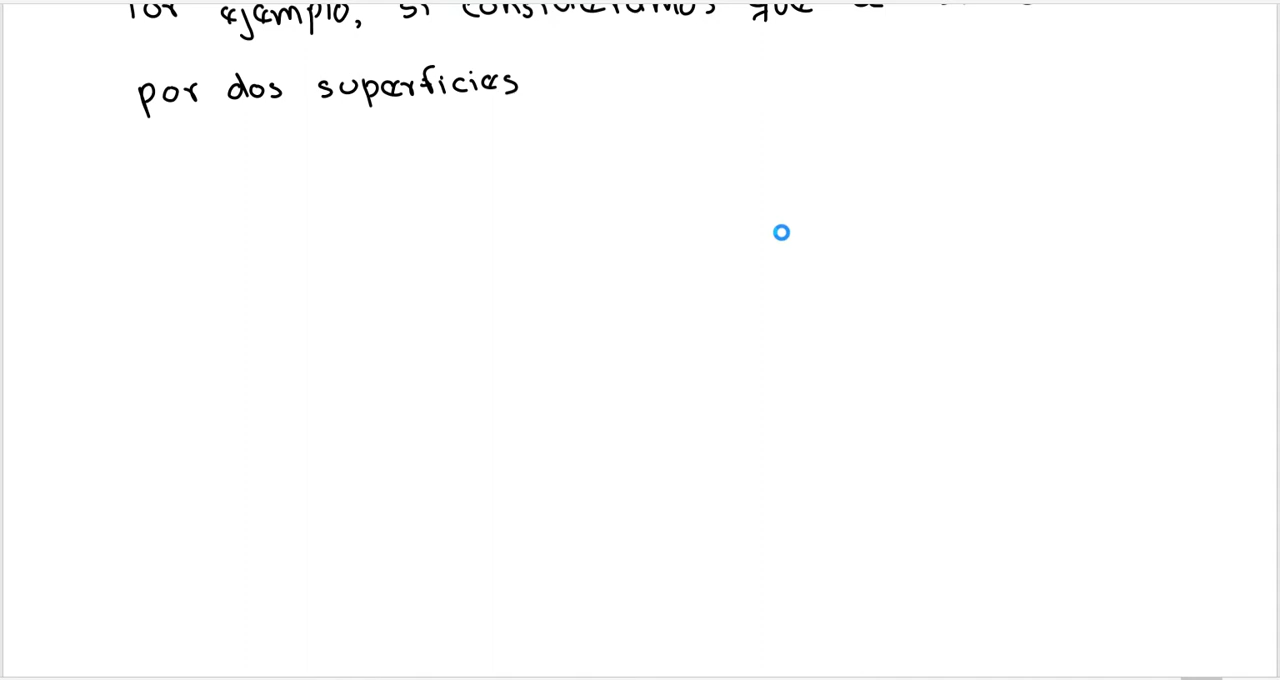 Por ejemplo, si consideramos que
por dos superficies